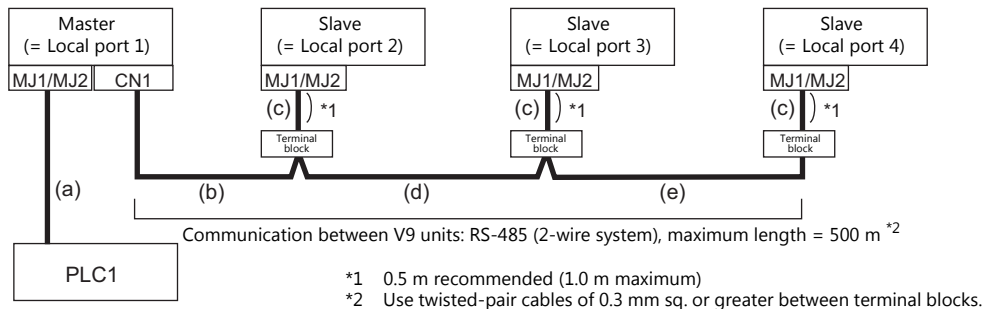 Master
(= Local port 1)
Slave
(= Local port 2)
Slave
(= Local port 3)
Slave
(= Local port 4)
MJ1/MJ2
CN1
MJ1/MJ2
MJ1/MJ2
MJ1/MJ2
(c)
*1
(c)
*1
(c)
*1
Terminal
block
Terminal
block
Terminal
block
(a)
(b)
(d)
(e)
Communication between V9 units: RS-485 (2-wire system), maximum length = 500 m *2
PLC1
*1 0.5 m recommended (1.0 m maximum)
*2 Use twisted-pair cables of 0.3 mm sq. or greater between terminal blocks.